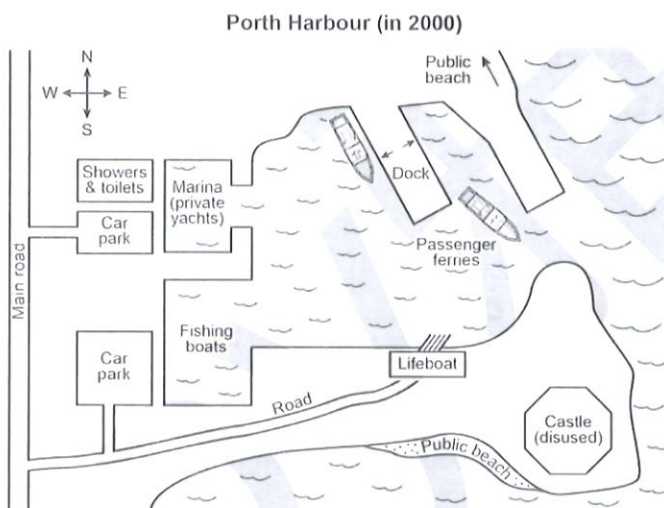 Porth Harbour (in 2000)
N
W E
S
Public
beach
Showers
& toilets
Marina
(private
yachts)
Dock
Car
park
Passenger
ferries
Main road
Fishing
boats
Car
park
Lifeboat
Road
Castle
(disused)
Public beach